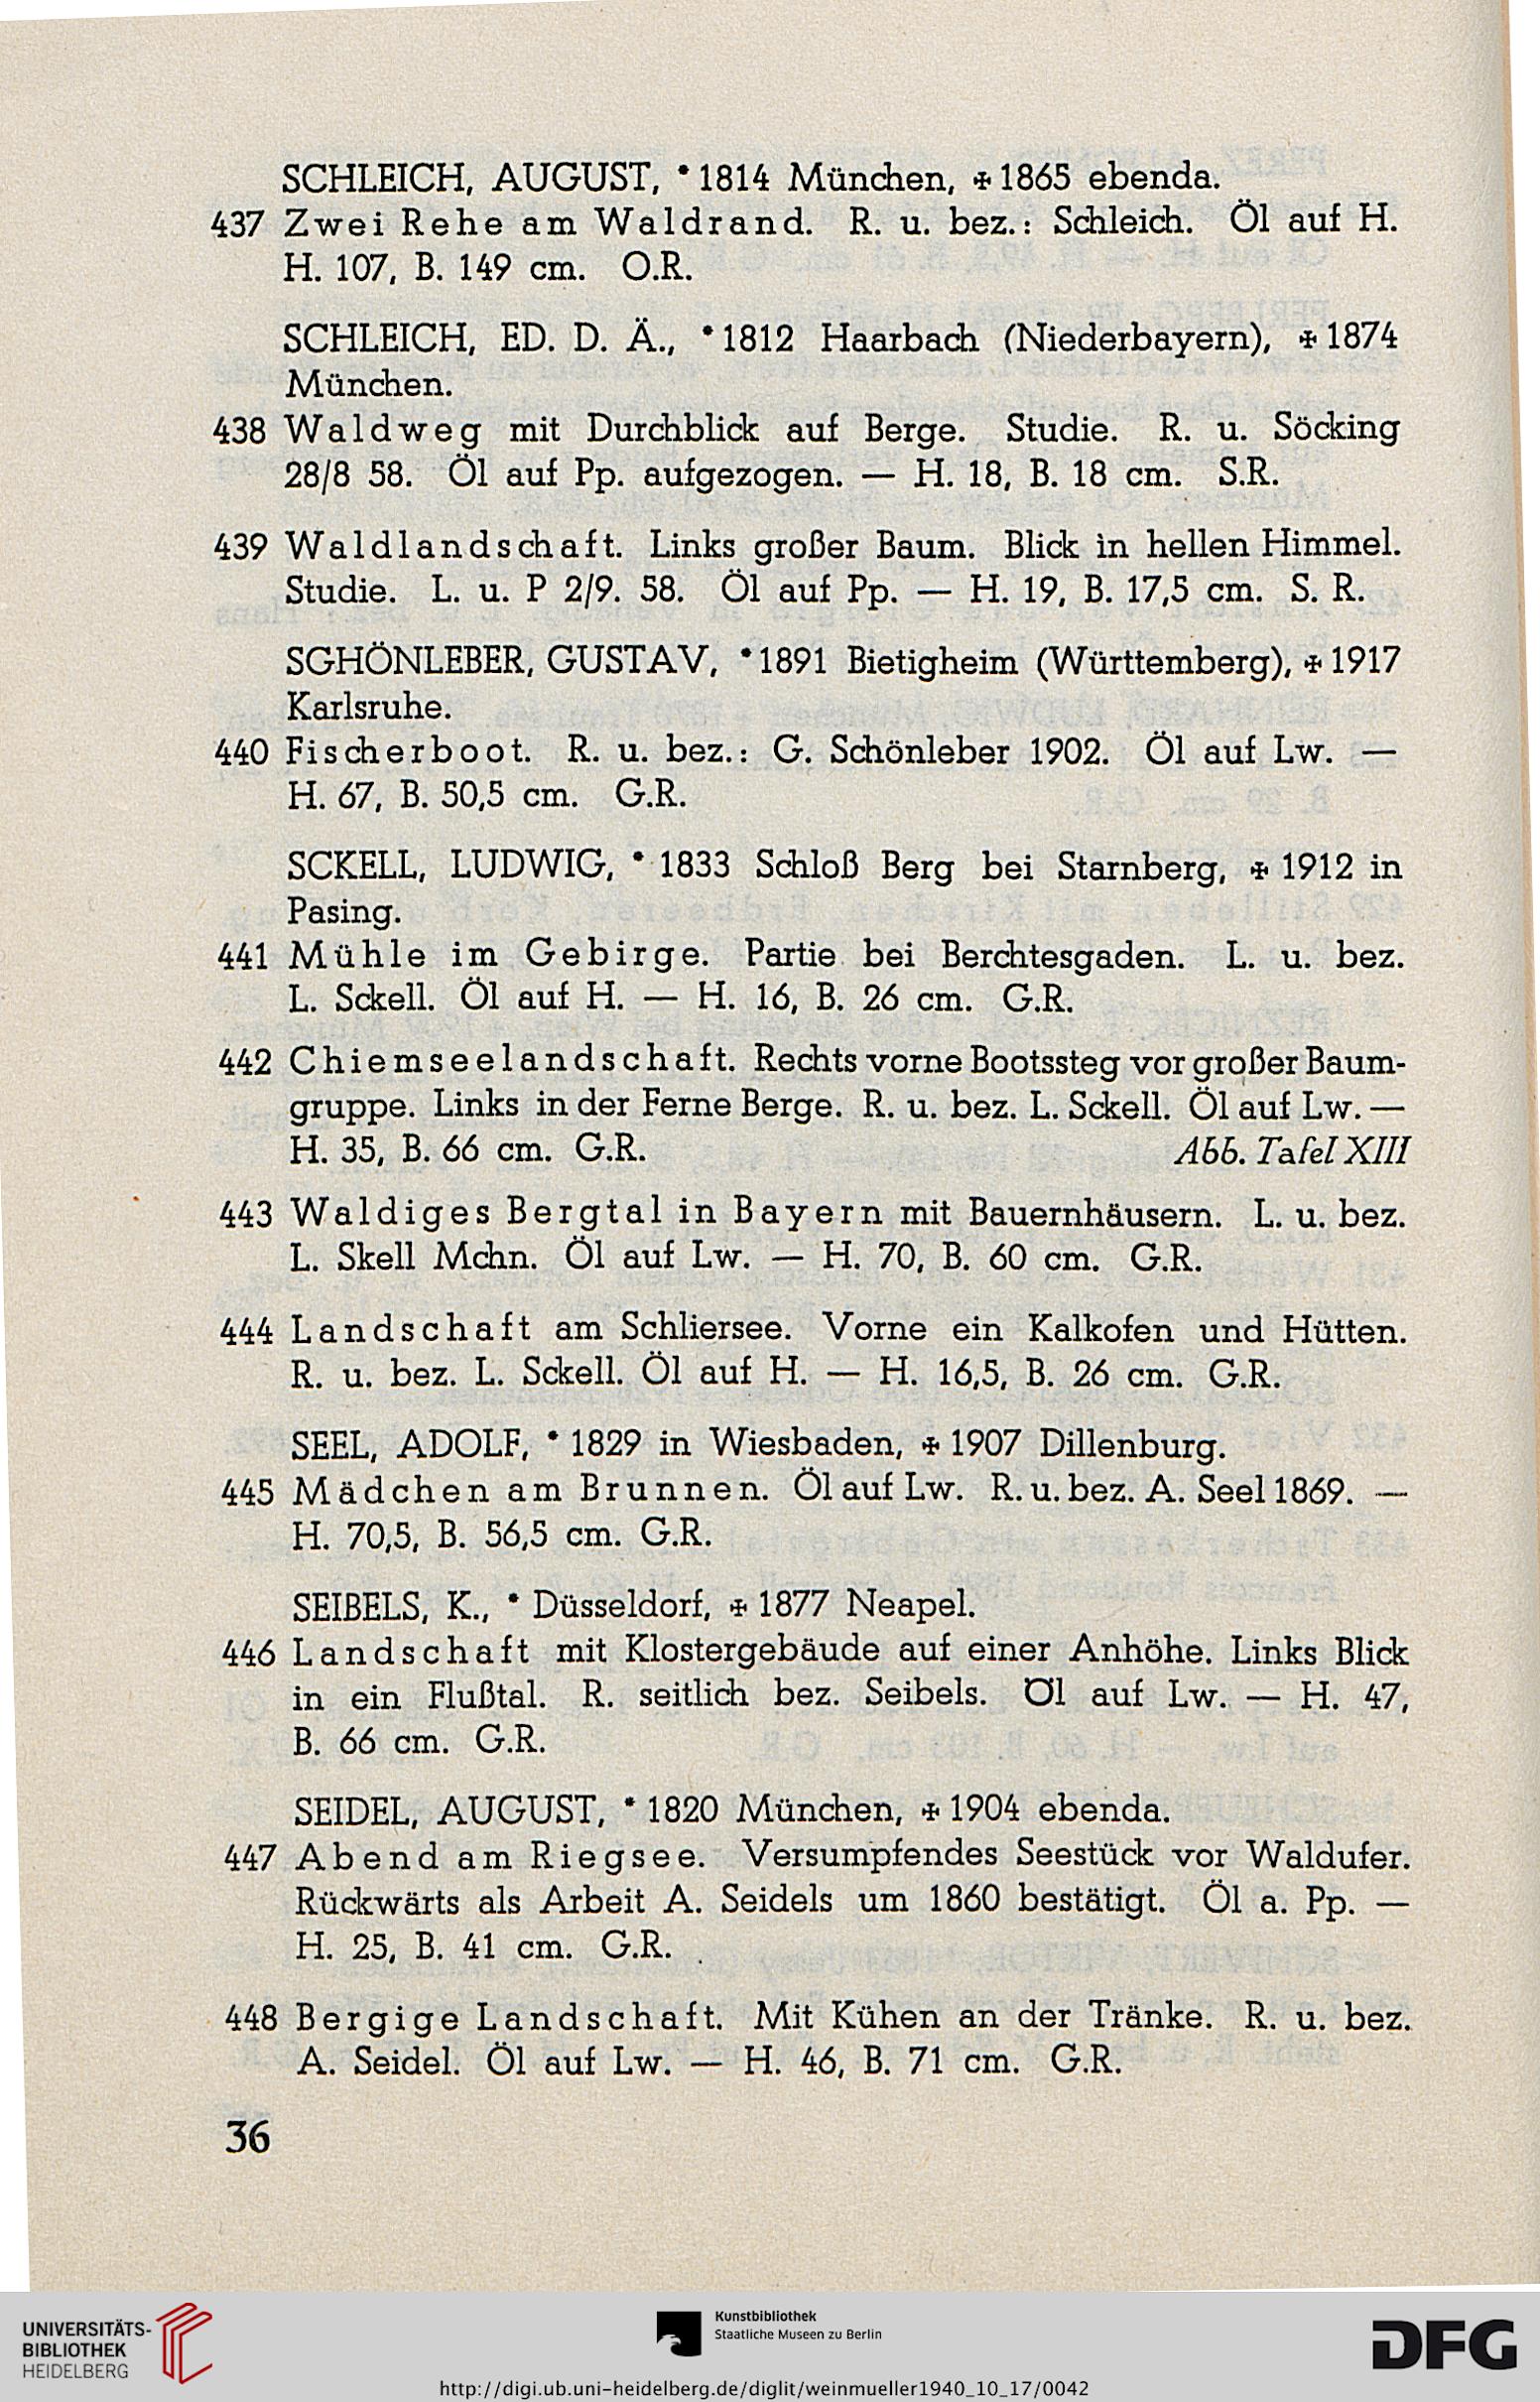 SCHLEICH, AUGUST, * 1814 München, ✠ 1865 ebenda.
437 Zwei Rehe am Waldrand. R. u. bez.: Schleich. Öl auf H.
H. 107, B. 149 cm. O.R.
SCHLEICH, ED. D. Ä., * 1812 Haarbach (Niederbayern), ✠ 1874
München.
438 Waldweg mit Durchblick auf Berge. Studie. R. u. Söcking
28/8 58. Öl auf Pp. aufgezogen. — H. 18, B. 18 cm. S.R.
439 Waldlandschaft. Links großer Baum. Blick in hellen Himmel.
Studie. L. u. P 2/9. 58. Öl auf Pp. — H. 19, B. 17,5 cm. S. R.
SGHÖNLEBER, GUSTAV, * 1891 Bietigheim (Württemberg), ✠ 1917
Karlsruhe.
440 Fischerboot. R. u. bez.: G. Schönleber 1902. Öl auf Lw. —
H. 67, B. 50,5 cm. G.R.
SCKELL, LUDWIG, * 1833 Schloß Berg bei Starnberg, ✠ 1912 in
Pasing.
441 Mühle im Gebirge. Partie bei Berchtesgaden. L. u. bez.
L. Sckell. Öl auf H. — H. 16, B. 26 cm. G.R.
442 Chiemseelandschaft. Rechts vorne Bootssteg vor großer Baum-
gruppe. Links in der Ferne Berge. R. u. bez. L. Sckell. Öl auf Lw. —
H. 35, B. 66 cm. G.R. Abb. Tafel XIII
443 Waldiges Bergtal in Bayern mit Bauernhäusern. L. u. bez.
L. Skell Mchn. Öl auf Lw. — H. 70, B. 60 cm. G.R.
444 Landschaft am Schliersee. Vorne ein Kalkofen und Hütten.
R. u. bez. L. Sckell. Öl auf H. — H. 16,5, B. 26 cm. G.R.
SEEL, ADOLF, * 1829 in Wiesbaden, ✠ 1907 Dillenburg.
445 Mädchen am Brunnen. Öl auf Lw. R. u. bez. A. Seel 1869. —
H. 70,5, B. 56,5 cm. G.R.
SEIBELS, K., * Düsseldorf, ✠ 1877 Neapel.
446 Landschaft mit Klostergebäude auf einer Anhöhe. Links Blick
in ein Flußtal. R. seitlich bez. Seibels. Öl auf Lw. — H. 47,
B. 66 cm. G.R.
SEIDEL, AUGUST, * 1820 München, ✠ 1904 ebenda.
447 Abend am Riegsee. Versumpfendes Seestück vor Waldufer.
Rückwärts als Arbeit A. Seidels um 1860 bestätigt. Öl a. Pp. —
H. 25, B. 41 cm. G.R.
448 Bergige Landschaft. Mit Kühen an der Tränke. R. u. bez.
A. Seidel. Öl auf Lw. — H. 46, B. 71 cm. G.R.
36
UNIVERSITÄTS-
BIBLIOTHEK
HEIDELBERG
Kunstbibliothek
Staatliche Museen zu Berlin
DFG
http://digi.ub.uni-heidelberg.de/diglit/weinmueller1940_10_17/0042